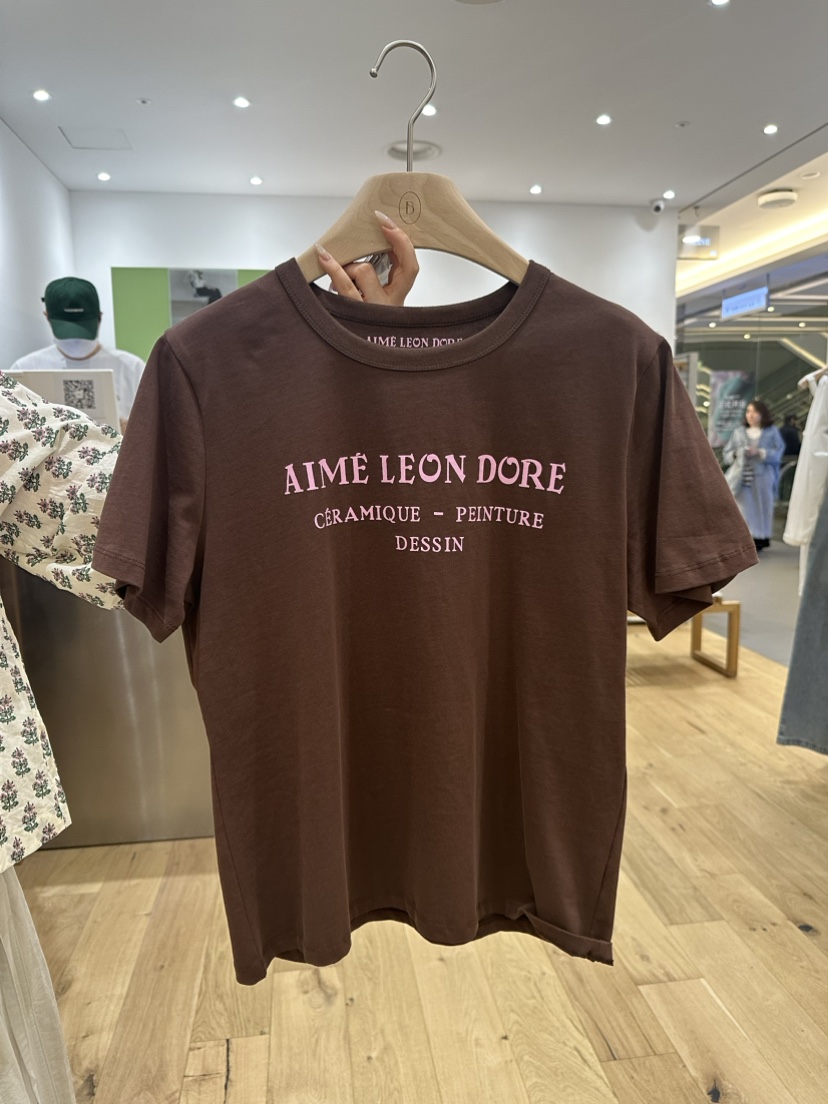 B
AIMÉ LEON DORE
AIMÉ LEON DORE
CÉRAMIQUE – PEINTURE
DESSIN